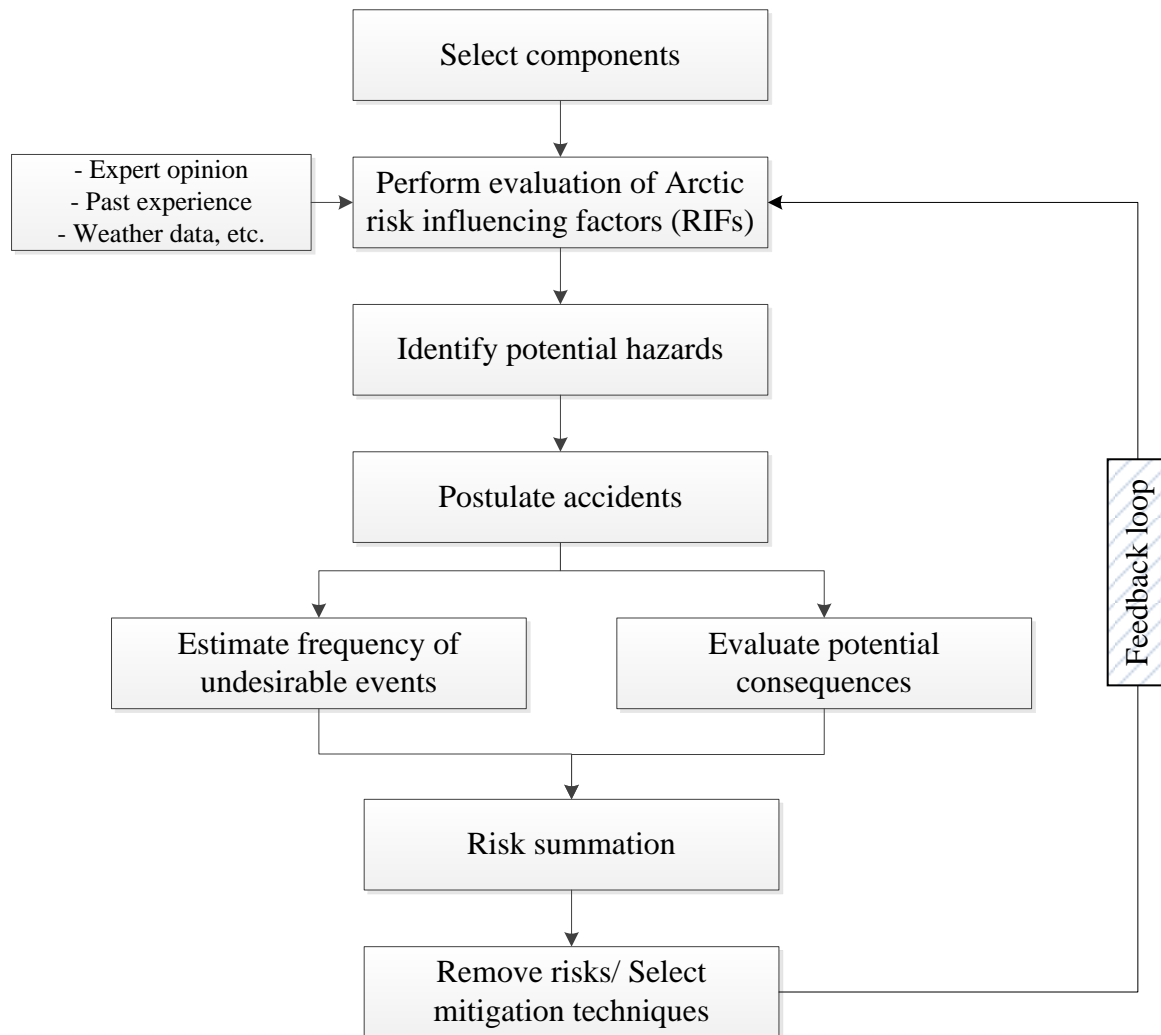 Select components
- Expert opinion
- Past experience
- Weather data, etc.
Perform evaluation of Arctic
risk influencing factors (RIFs)
Identify potential hazards
Postulate accidents
Estimate frequency of
undesirable events
Evaluate potential
consequences
Feedback loop
Risk summation
Remove risks/ Select
mitigation techniques